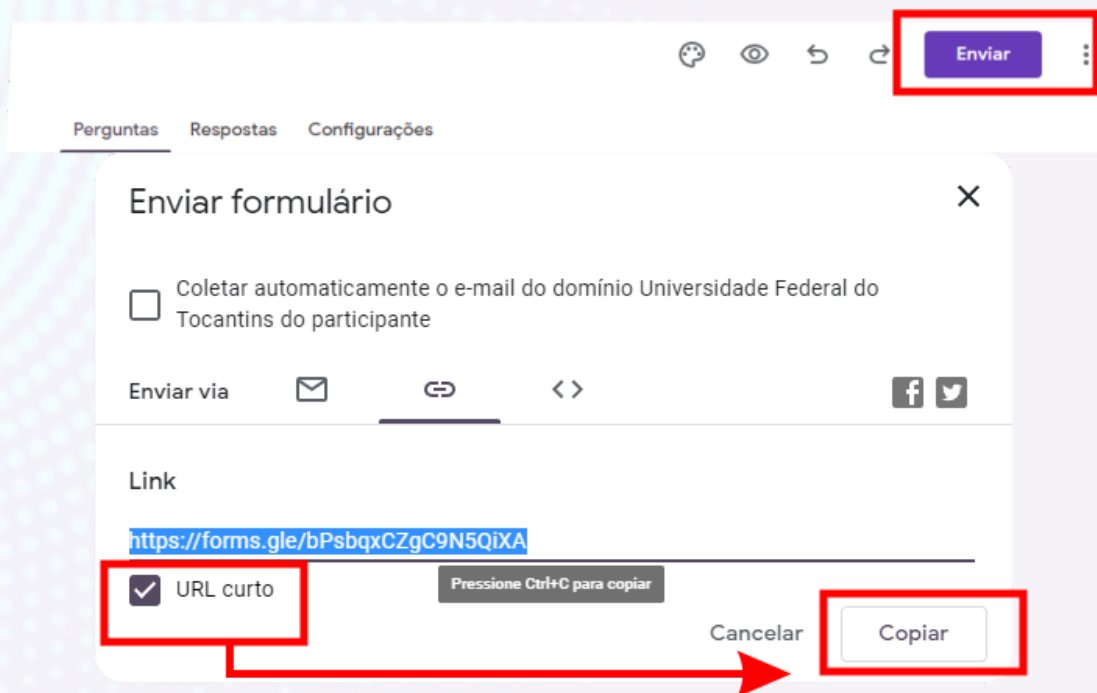 Enviar
Perguntas Respostas Configurações
Enviar formulário
Coletar automaticamente o e-mail do domínio Universidade Federal do
Tocantins do participante
Enviar via
Link
https://forms.gle/bPsbqxCZgC9N5QiXA
URL curto
Pressione Ctrl+C para copiar
Cancelar Copiar